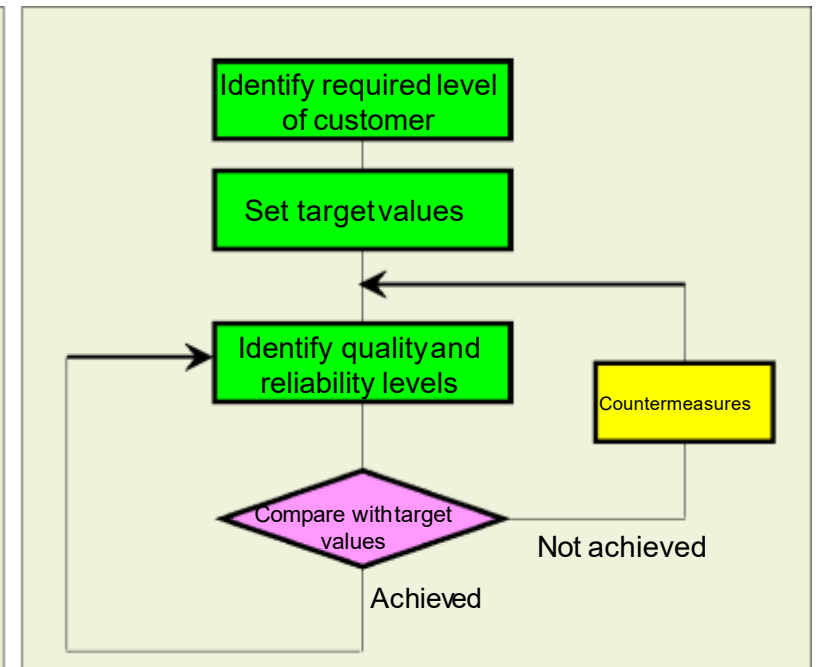 Identify required level
of customer
Set target values
Identify quality and
reliability levels
Countermeasures
Compare with target
values
Not achieved
Achieved